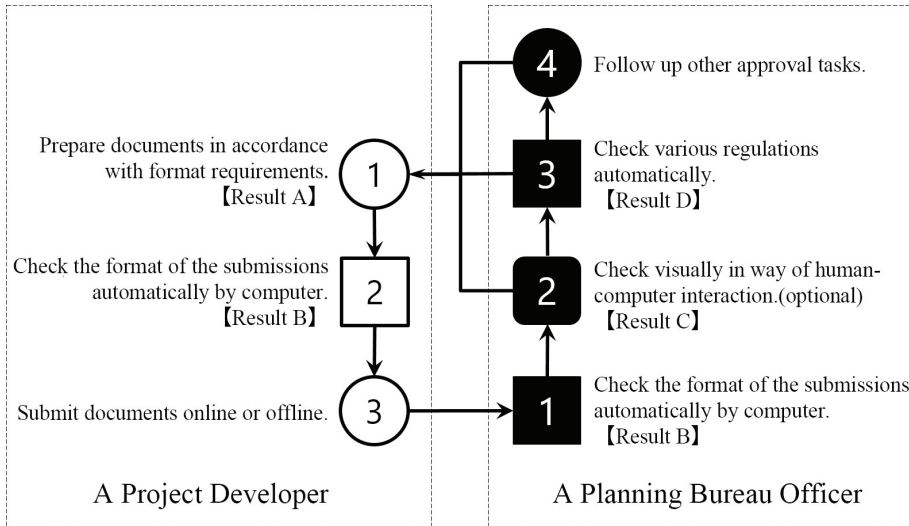 Prepare documents in accordance
with format requirements.
【Result A】
1
Check the format of the submissions
automatically by computer.
【Result B】
2
Submit documents online or offline.
3
A Project Developer
4
Follow up other approval tasks.
3
Check various regulations
automatically.
【Result D】
2
Check visually in way of human-
computer interaction.(optional)
【Result C】
1
Check the format of the submissions
automatically by computer.
【Result B】
A Planning Bureau Officer